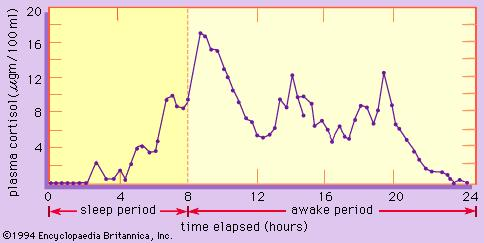 20
16
12
8
4
plasma cortisol (µgm/100 ml)
0 4 8 12 16 20 24
sleep period awake period
time elapsed (hours)
©1994 Encyclopaedia Britannica, Inc.